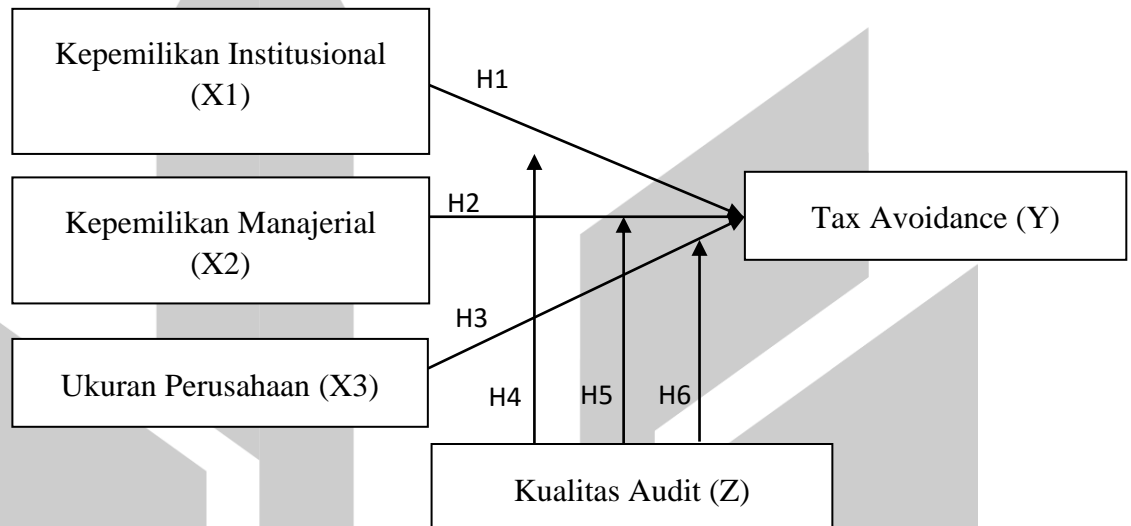 Kepemilikan Institusional
(X1)
H1
Kepemilikan Manajerial
(X2)
H2
Tax Avoidance (Y)
H3
Ukuran Perusahaan (X3)
H4
H5
H6
Kualitas Audit (Z)